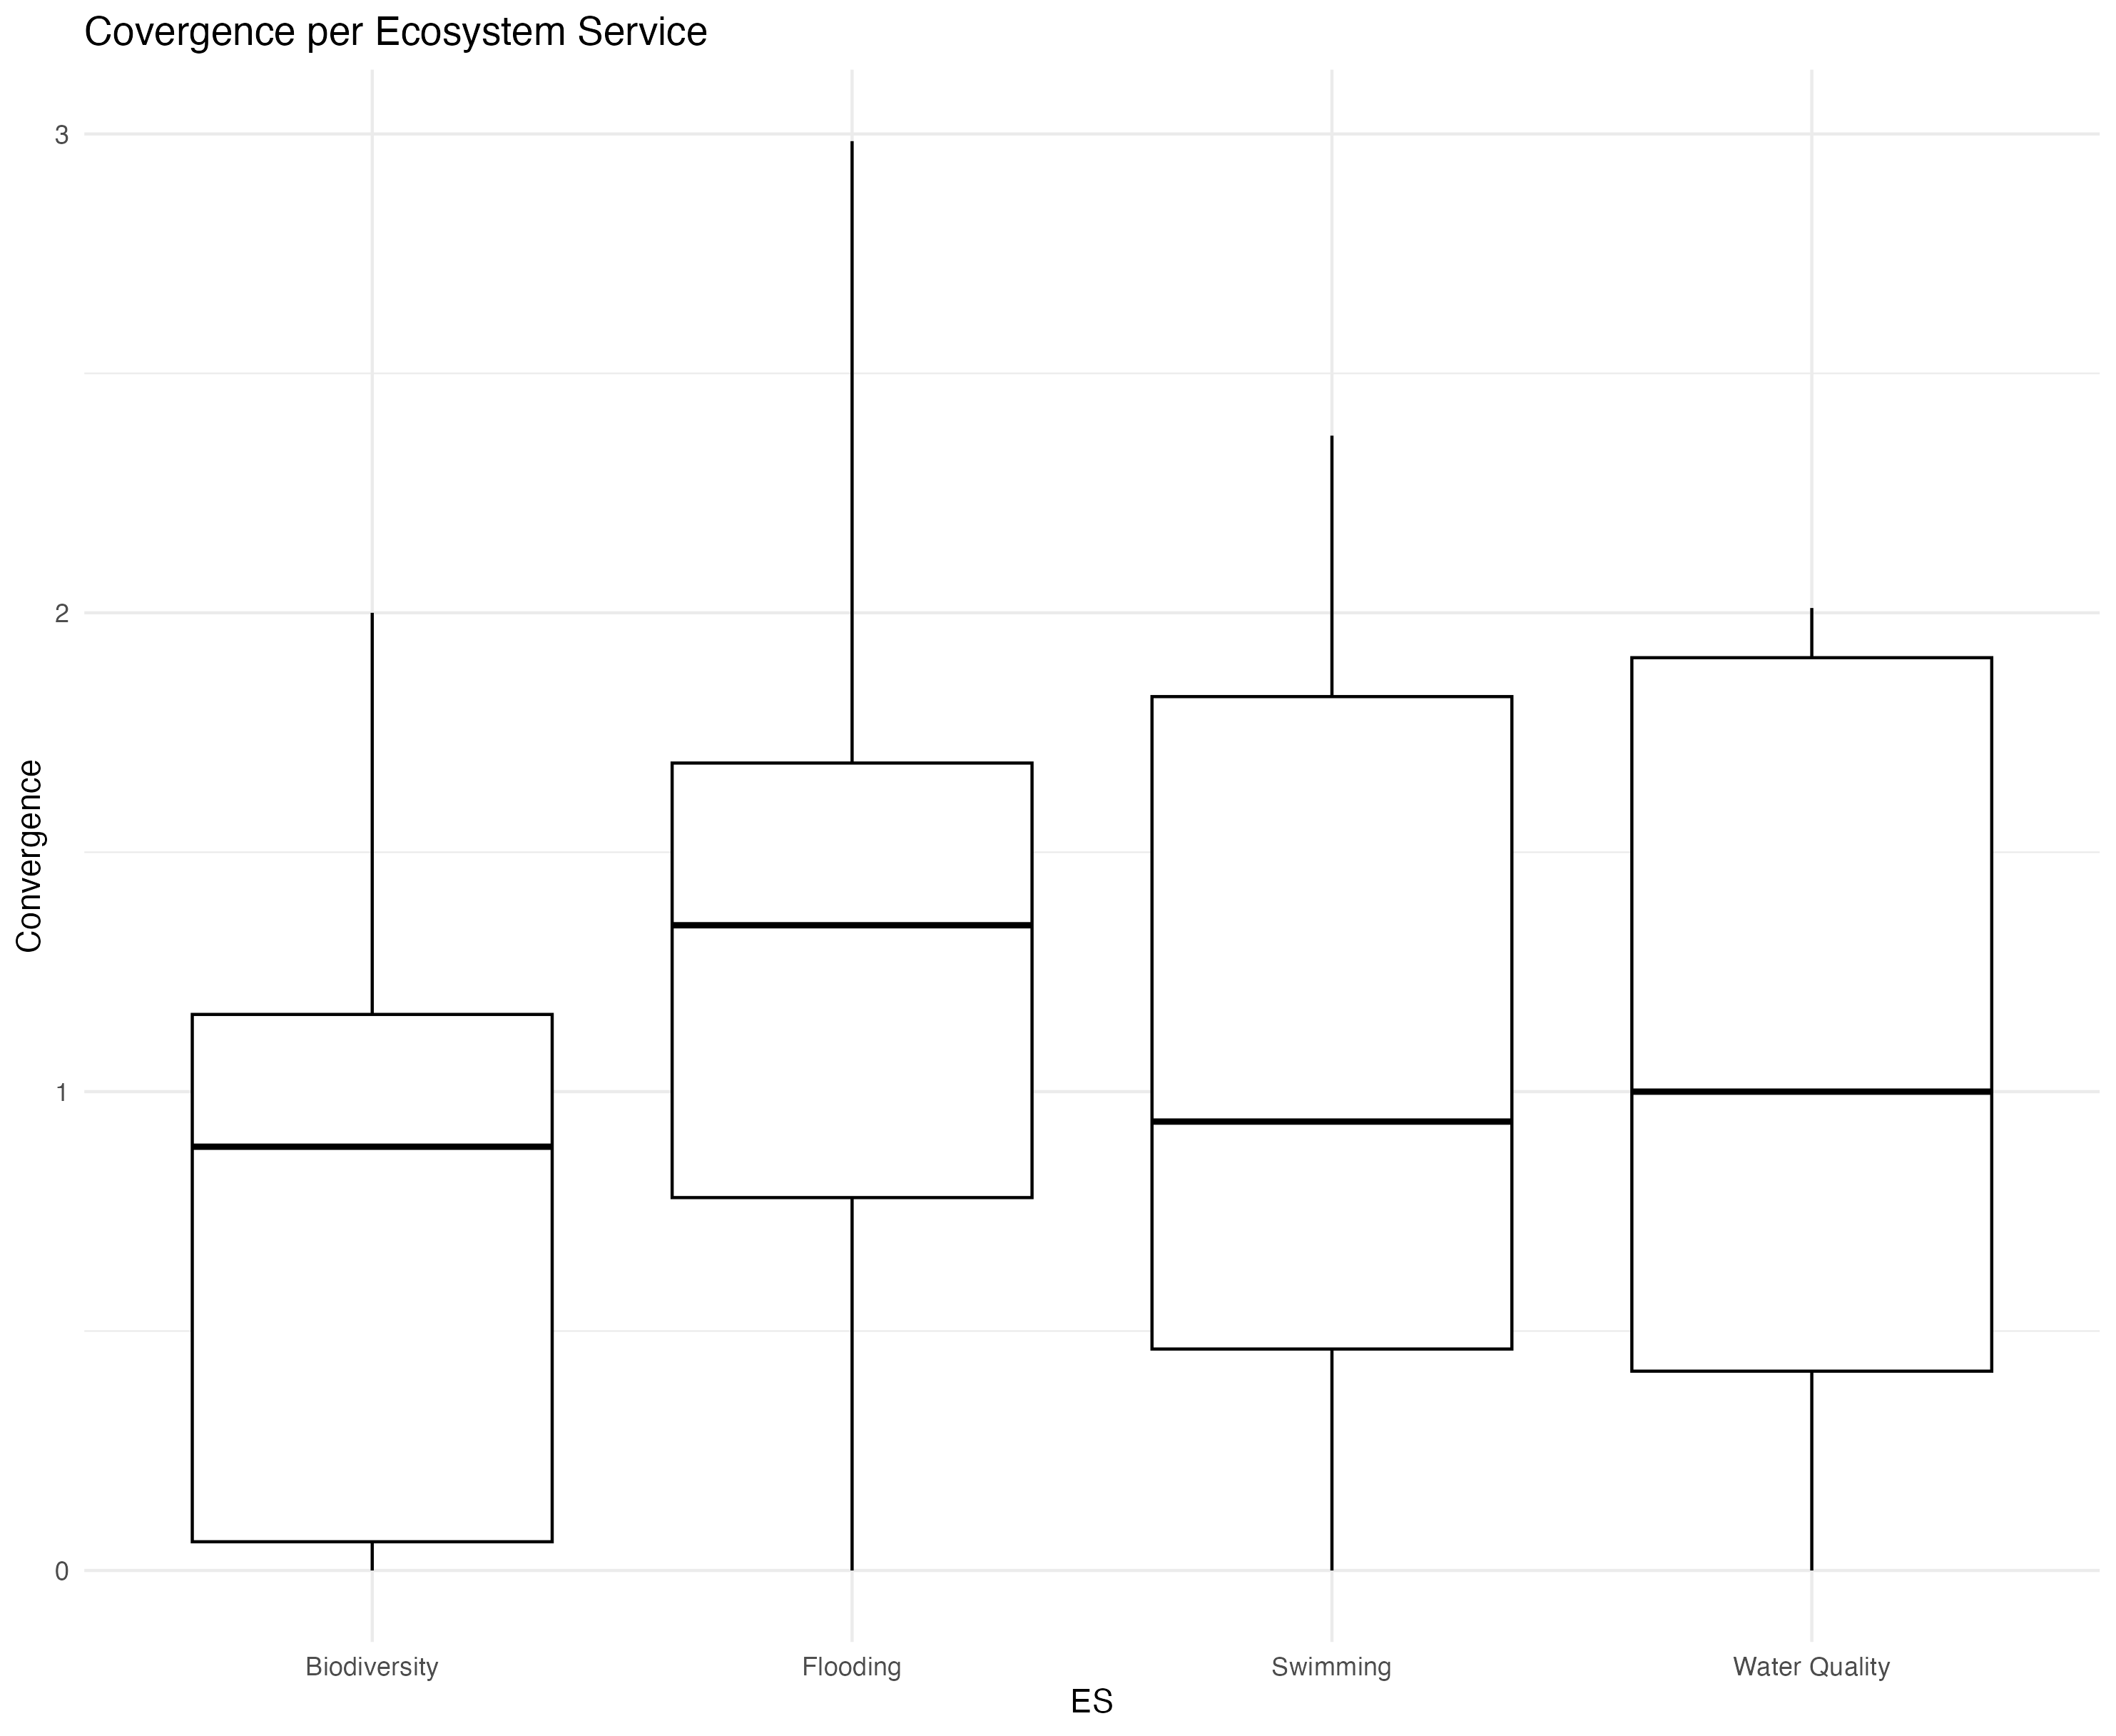 Covergence per Ecosystem Service
3
2
1
0
Convergence
Biodiversity
Flooding
Swimming
Water Quality
ES